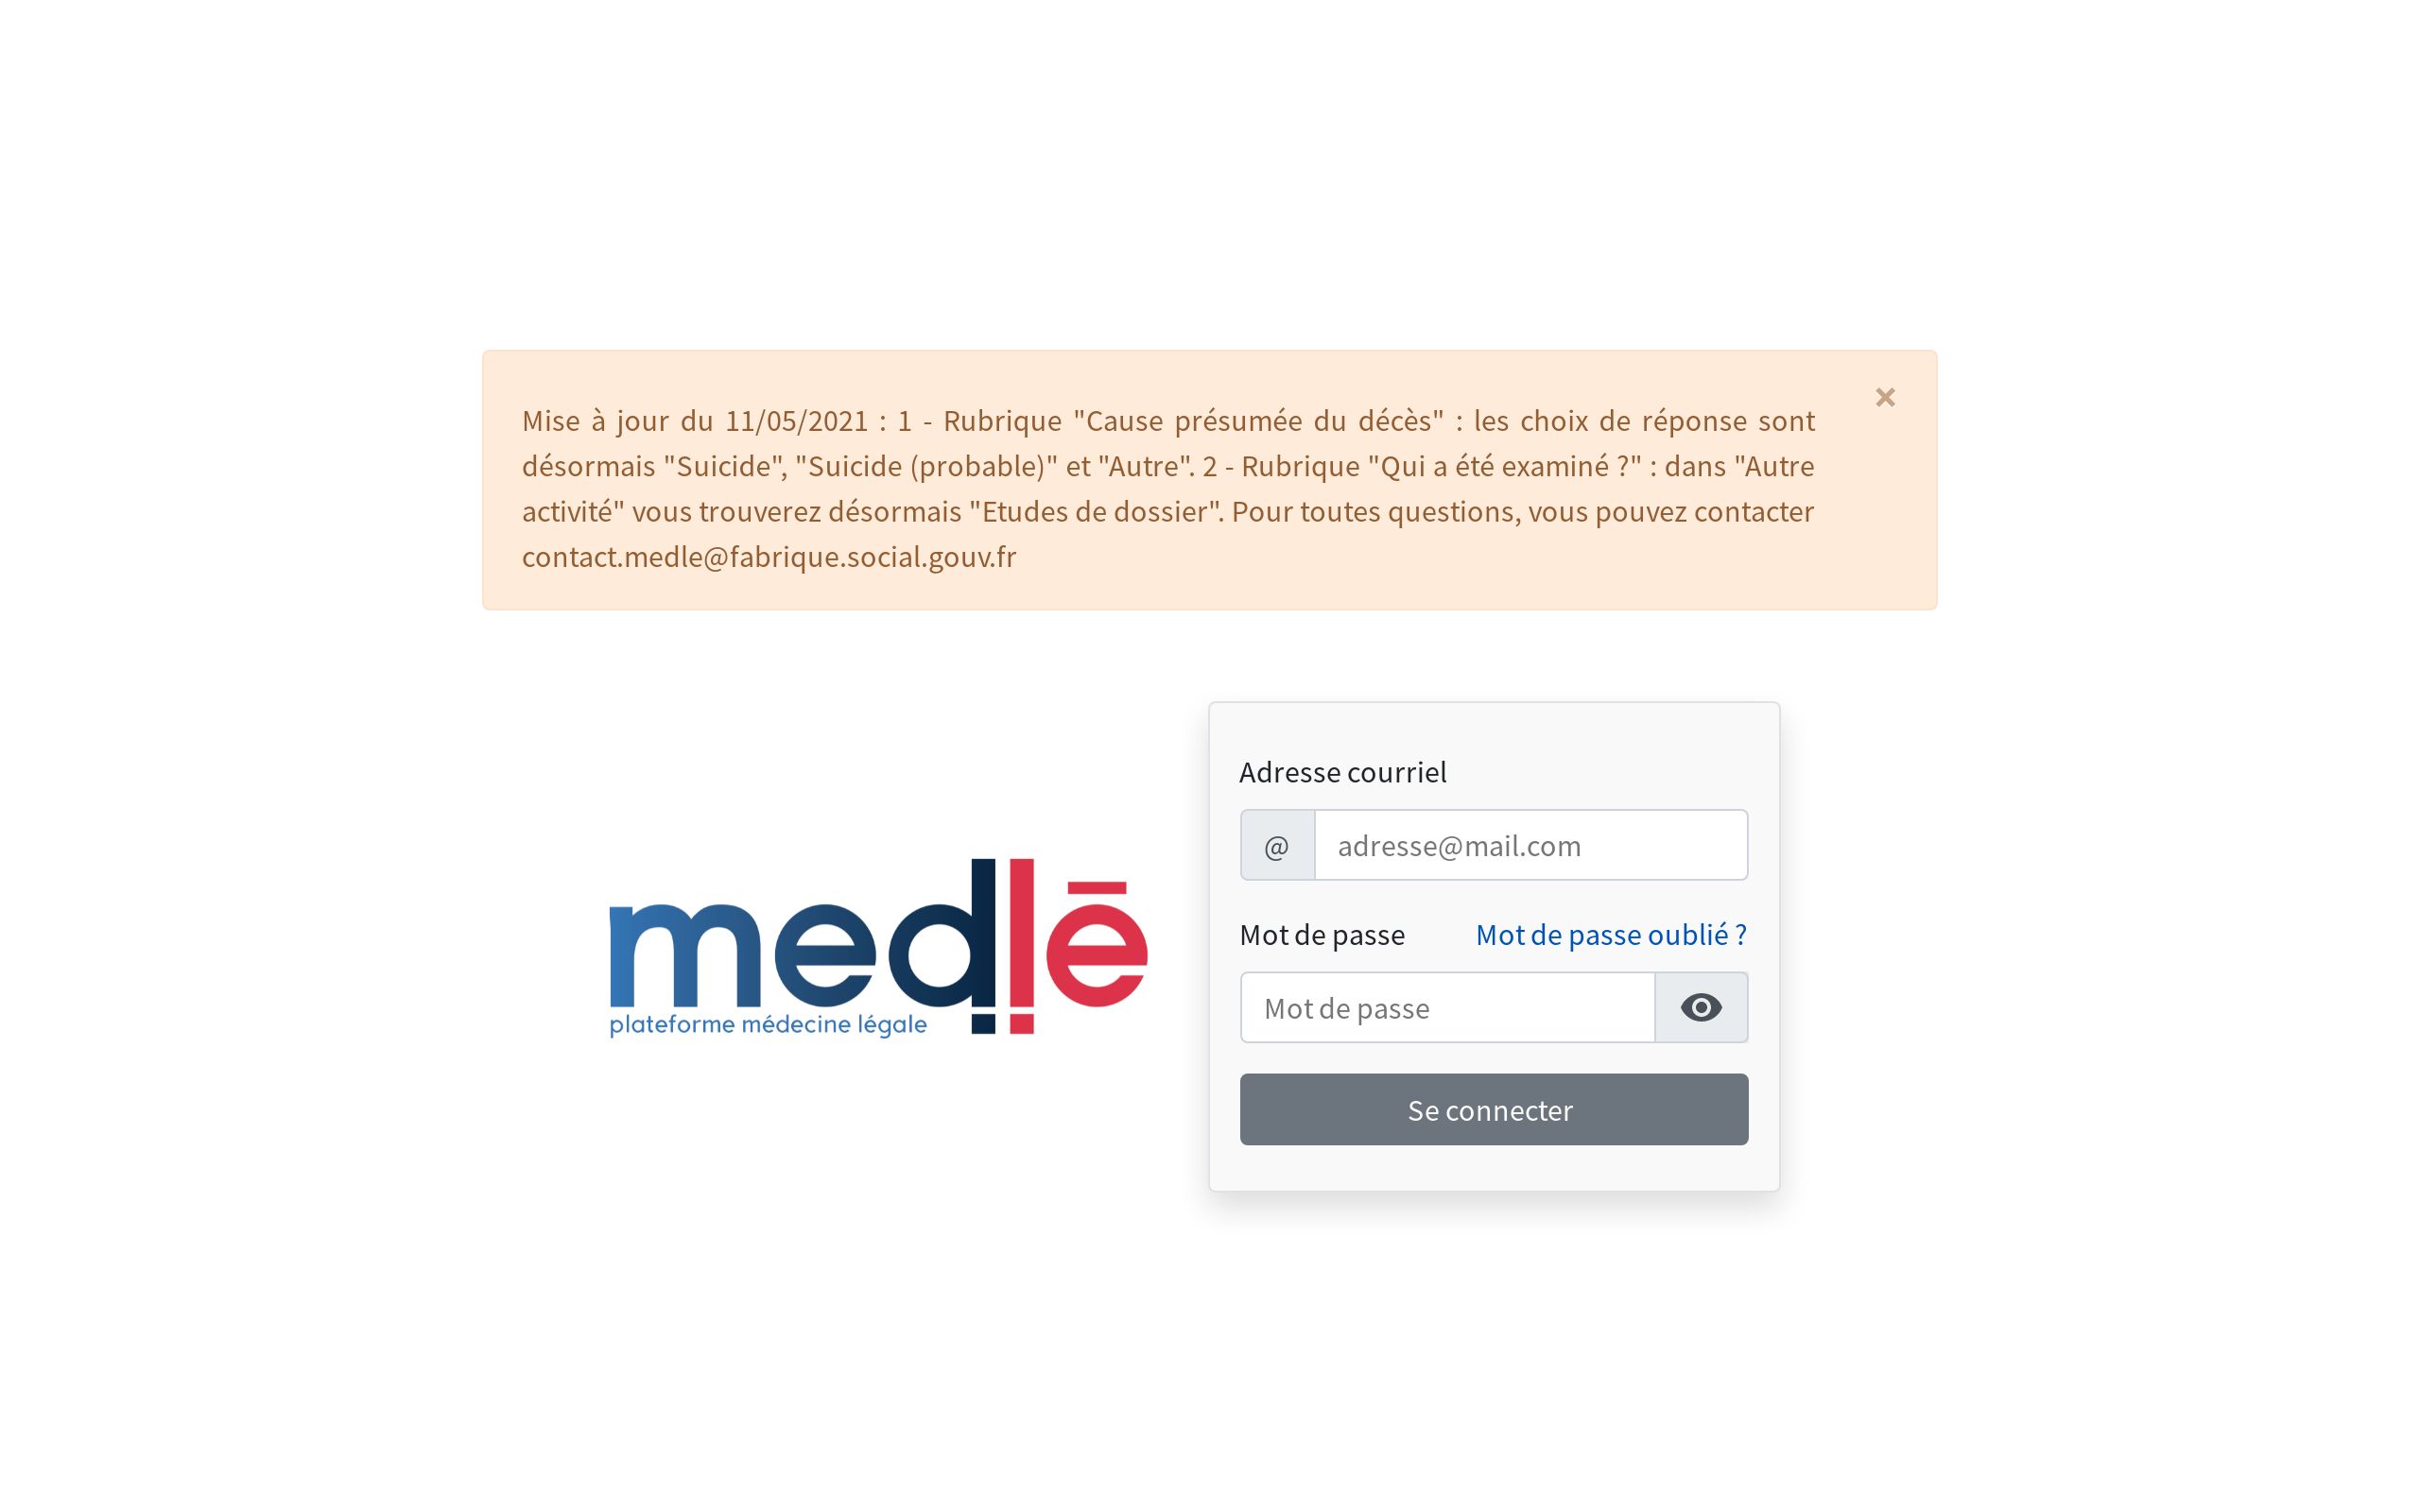 Mise à jour du 11/05/2021 : 1 - Rubrique "Cause présumée du décès" : les choix de réponse sont
désormais "Suicide", "Suicide (probable)" et "Autre". 2 - Rubrique "Qui a été examiné ?" : dans "Autre
activité" vous trouverez désormais "Etudes de dossier". Pour toutes questions, vous pouvez contacter
contact.medle@fabrique.social.gouv.fr
×
medlē
plateforme médecine légale
Adresse courriel
@ adresse@mail.com
Mot de passe Mot de passe oublié ?
Mot de passe
Se connecter